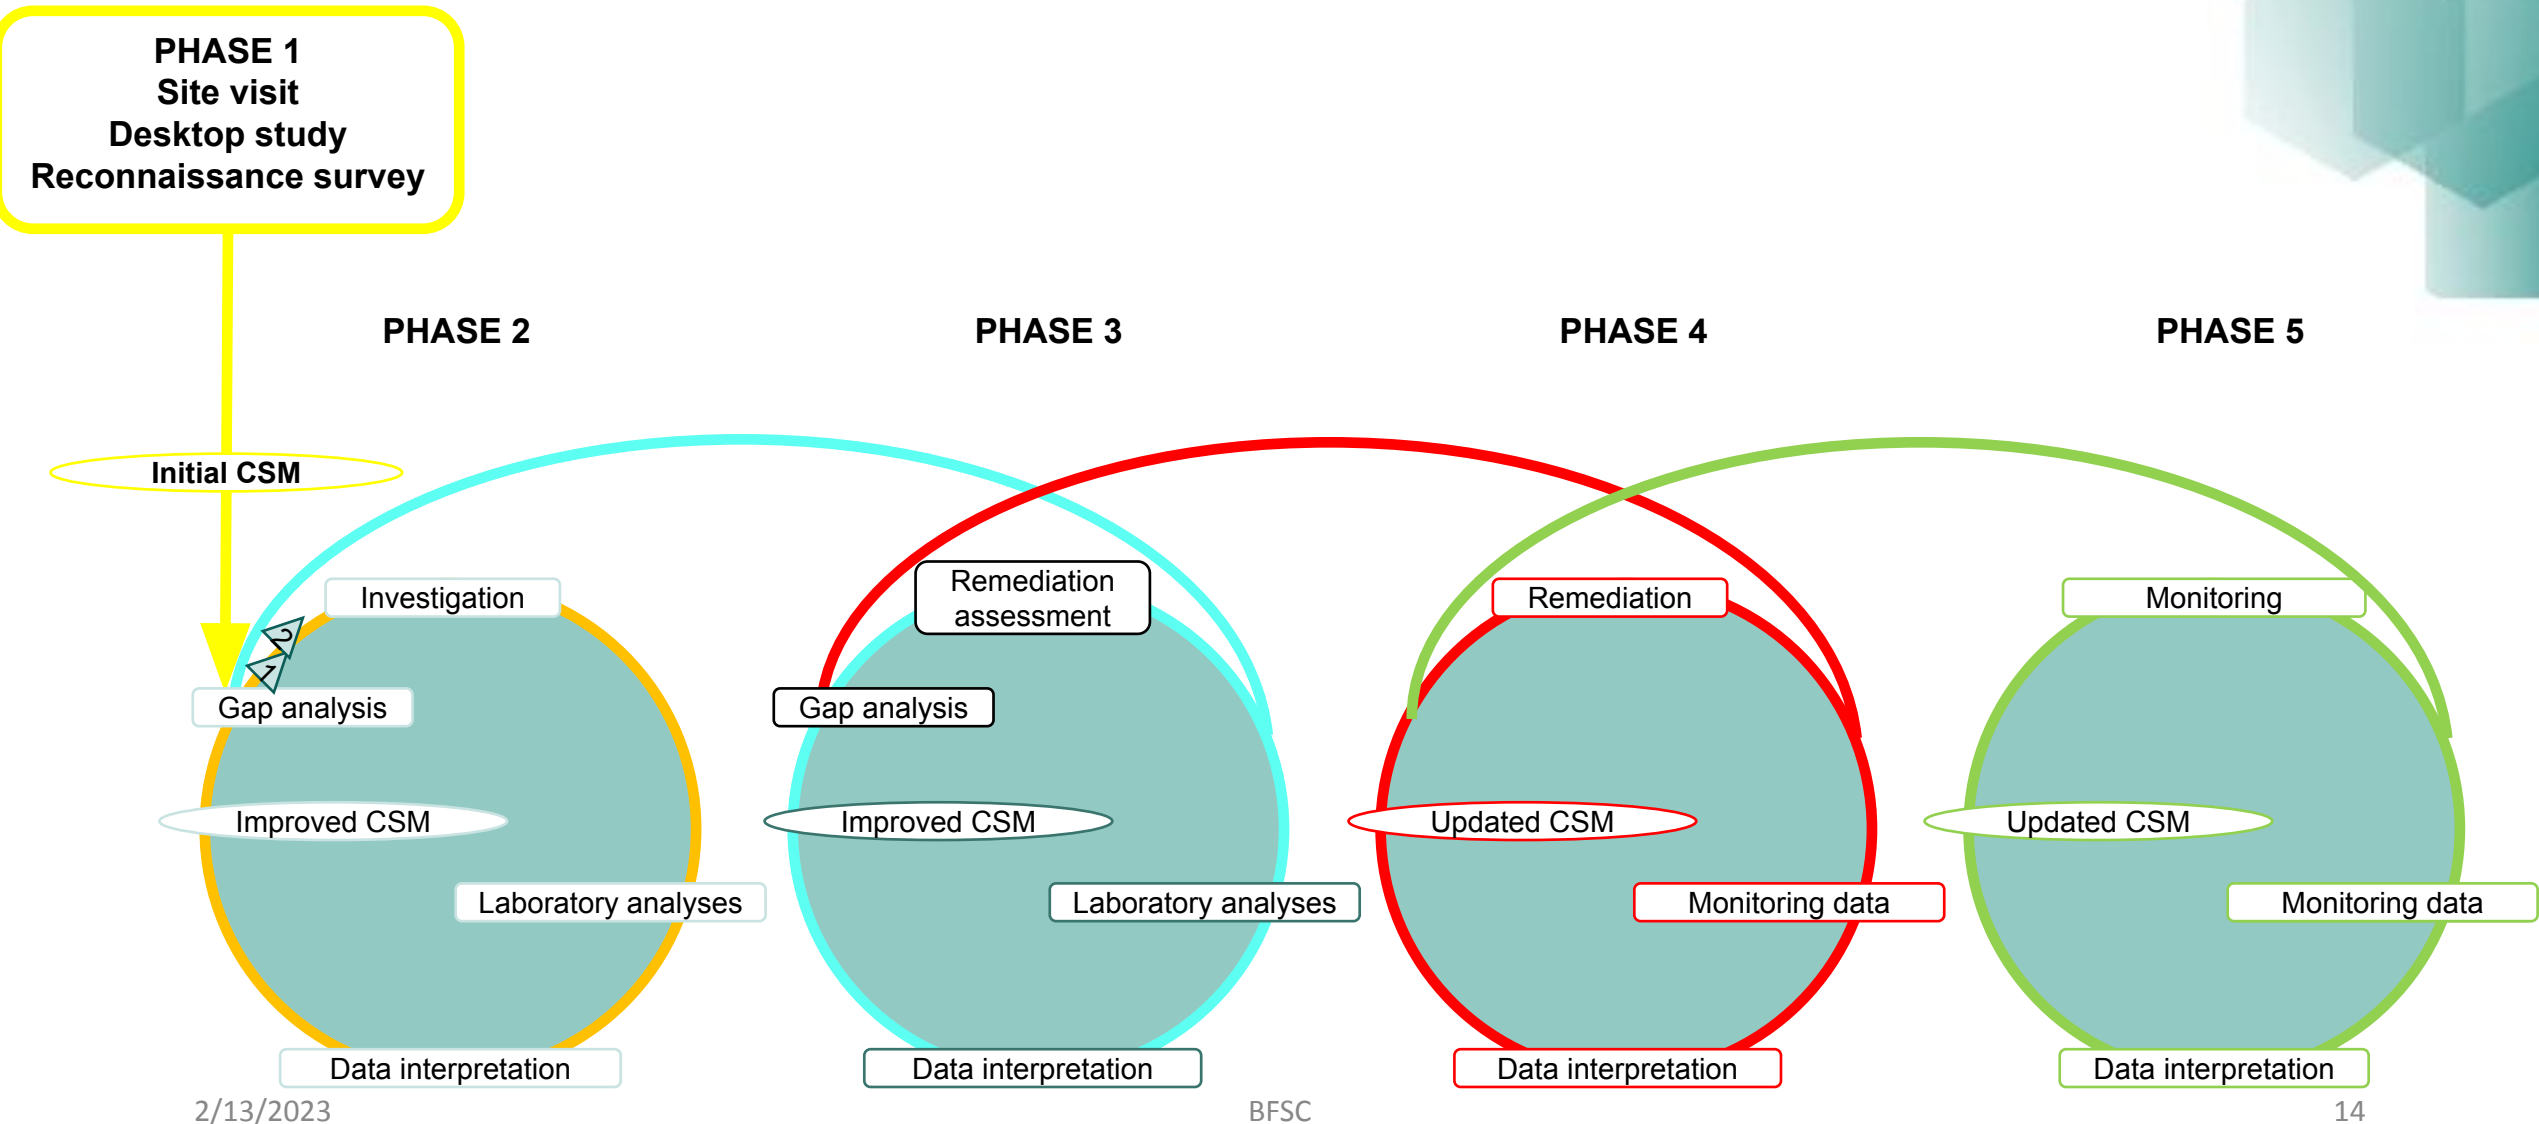 PHASE 1
Site visit
Desktop study
Reconnaissance survey
PHASE 2
PHASE 3
PHASE 4
PHASE 5
Initial CSM
Investigation
2
1
Gap analysis
Improved CSM
Laboratory analyses
Data interpretation
Remediation
assessment
Gap analysis
Improved CSM
Laboratory analyses
Data interpretation
Remediation
Updated CSM
Monitoring data
Data interpretation
Monitoring
Updated CSM
Monitoring data
Data interpretation
2/13/2023
BFSC
14